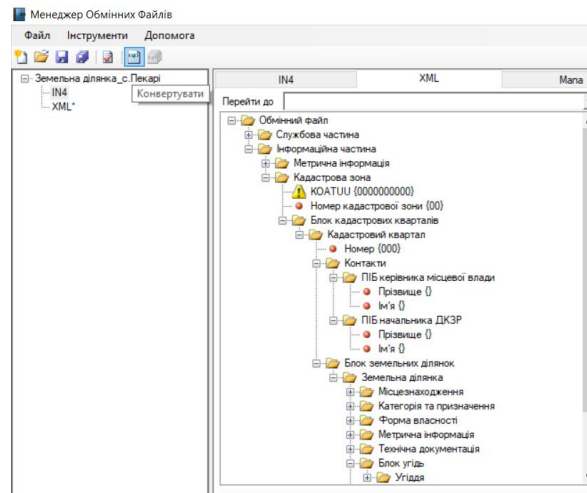 Менеджер Обмінних Файлів
Файл Інструменти Допомога
Земельна ділянка_с.Пекарі
IN4
Конвертувати
XML*
IN4 XML Мапа
Перейти до
Обмінний файл
Службова частина
Інформаційна частина
Метрична інформація
Кадастрова зона
KOATUU {0000000000}
Номер кадастрової зони {00}
Блок кадастрових кварталів
Кадастровий квартал
Номер {000}
Контакти
ПІБ керівника місцевої влади
Прізвище {}
Ім'я {}
ПІБ начальника ДКЗР
Прізвище {}
Ім'я {}
Блок земельних ділянок
Земельна ділянка
Місцезнаходження
Категорія та призначення
Форма власності
Метрична інформація
Технічна документація
Блок угідь
Угіддя